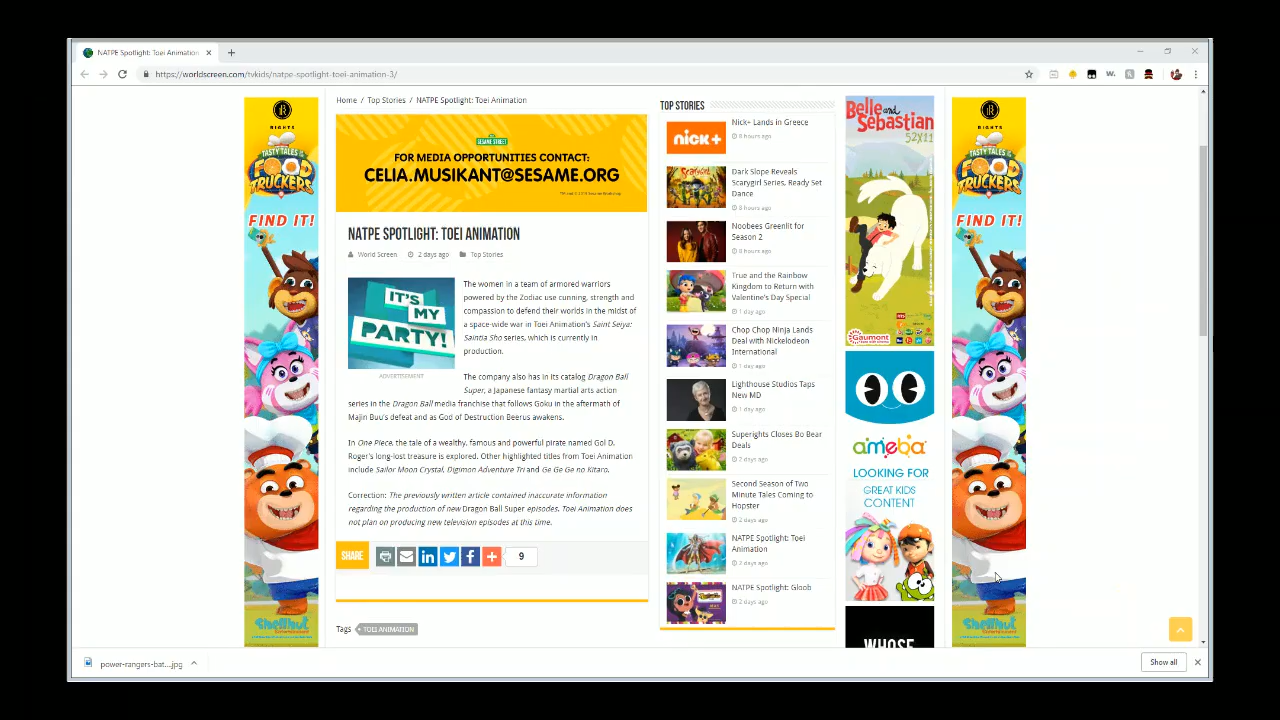 NATPE Spotlight: Toei Animation
https://worldscreen.com/tvkids/natpe-spotlight-toei-animation-3/
Home / Top Stories / NATPE Spotlight: Toei Animation
SESAME STREET
FOR MEDIA OPPORTUNITIES CONTACT:
CELIA.MUSIKANT@SESAME.ORG
NATPE SPOTLIGHT: TOEI ANIMATION
World Screen 2 days ago Top Stories
IT'S
MY
PARTY!
ADVERTISEMENT
The women in a team of armored warriors
powered by the Zodiac use cunning, strength and
compassion to defend their worlds in the midst of
a space-wide war in Toei Animation's Saint Seiya:
Saintia Sho series, which is currently in
production.
The company also has in its catalog Dragon Ball
Super, a Japanese fantasy martial arts action
series in the Dragon Ball media franchise that follows Goku in the aftermath of
Majin Buu's defeat and as God of Destruction Beerus awakens.
In One Piece, the tale of a wealthy, famous and powerful pirate named Gol D.
Roger's long-lost treasure is explored. Other highlighted titles from Toei Animation
include Sailor Moon Crystal, Digimon Adventure Tri and Ge Ge Ge no Kitaro.
Correction: The previously written article contained inaccurate information
regarding the production of new Dragon Ball Super episodes. Toei Animation does
not plan on producing new television episodes at this time.
SHARE
9
Tags TOEI ANIMATION
TOP STORIES
nick+
Nick+ Lands in Greece
8 hours ago
Dark Slope Reveals
Scarygirl Series, Ready Set
Dance
8 hours ago
Noobees Greenlit for
Season 2
8 hours ago
True and the Rainbow
Kingdom to Return with
Valentine's Day Special
1 day ago
Chop Chop Ninja Lands
Deal with Nickelodeon
International
1 day ago
Lighthouse Studios Taps
New MD
1 day ago
Superights Closes Bo Bear
Deals
2 days ago
Second Season of Two
Minute Tales Coming to
Hopster
2 days ago
NATPE Spotlight: Toei
Animation
2 days ago
NATPE Spotlight: Gloob
2 days ago
Belle and
Sebastian
52X11
Gaumont
ameba
LOOKING FOR
GREAT KIDS
CONTENT
WHOSE
RIGHTS
TASTY TALES
OF THE
FOOD
TRUCKERS
FIND IT!
Shellhut
RIGHTS
TASTY TALES
OF THE
FOOD
TRUCKERS
FIND IT!
Shellhut
power-rangers-bat....jpg
Show all